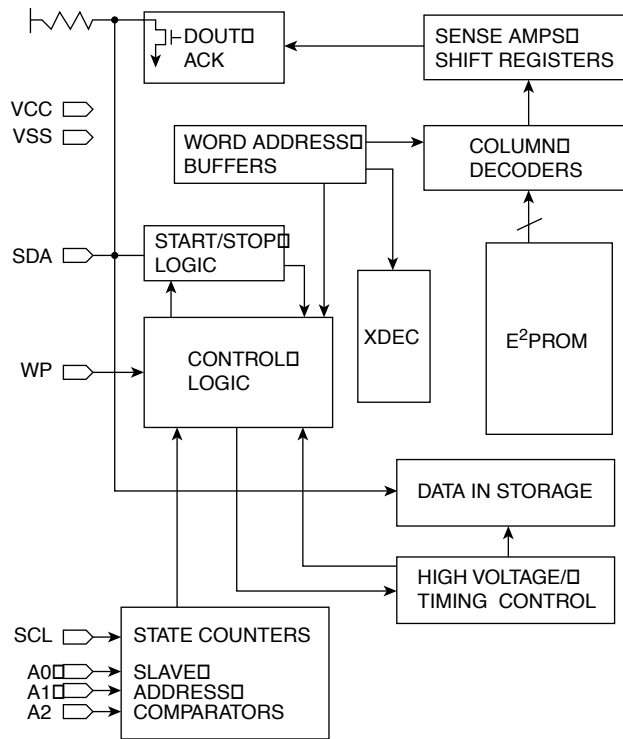 DOUT
ACK
SENSE AMPS
SHIFT REGISTERS
VCC
VSS
WORD ADDRESS
BUFFERS
COLUMN
DECODERS
SDA
START/STOP
LOGIC
XDEC
E²PROM
WP
CONTROL
LOGIC
DATA IN STORAGE
HIGH VOLTAGE/
TIMING CONTROL
SCL
STATE COUNTERS
A0
SLAVE
A1
ADDRESS
A2
COMPARATORS